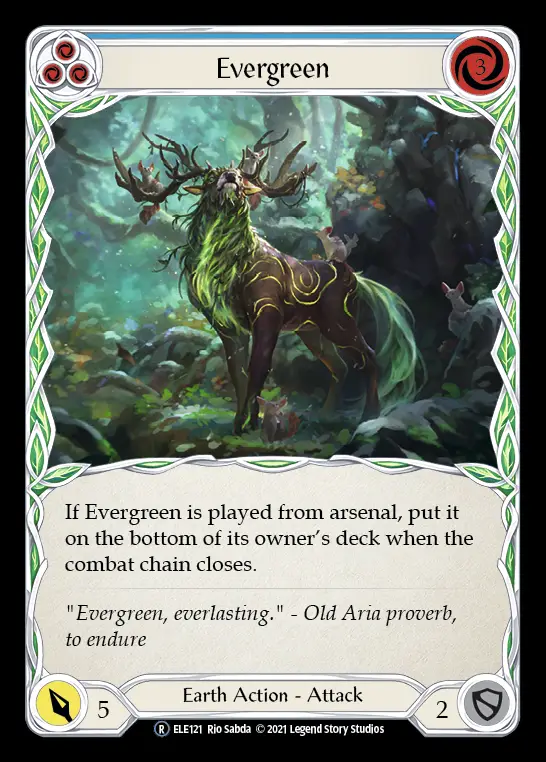 Evergreen
3
If Evergreen is played from arsenal, put it
on the bottom of its owner's deck when the
combat chain closes.
"Evergreen, everlasting." - Old Aria proverb,
to endure
5
Earth Action - Attack
2
R ELE121 Rio Sabda © 2021 Legend Story Studios